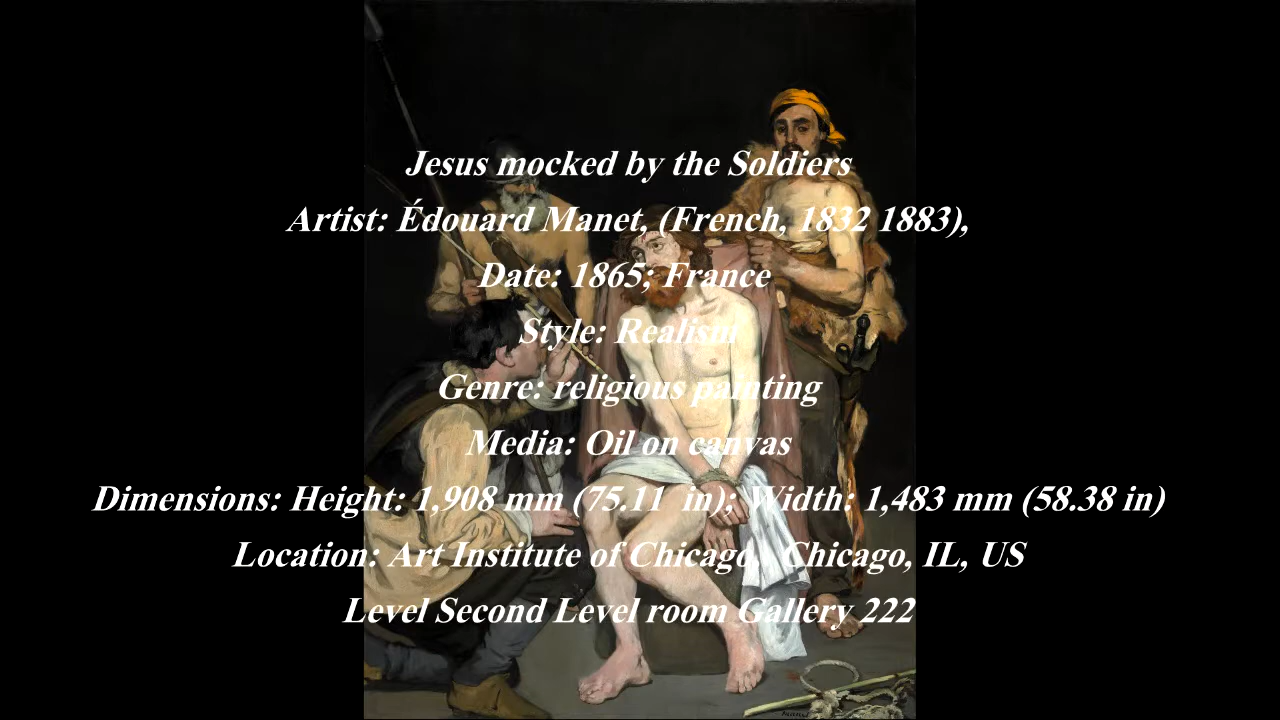 Jesus mocked by the Soldiers
Artist: Édouard Manet, (French, 1832 1883),
Date: 1865; France
Style: Realism
Genre: religious painting
Media: Oil on canvas
Dimensions: Height: 1,908 mm (75.11 in); Width: 1,483 mm (58.38 in)
Location: Art Institute of Chicago, Chicago, IL, US
Level Second Level room Gallery 222